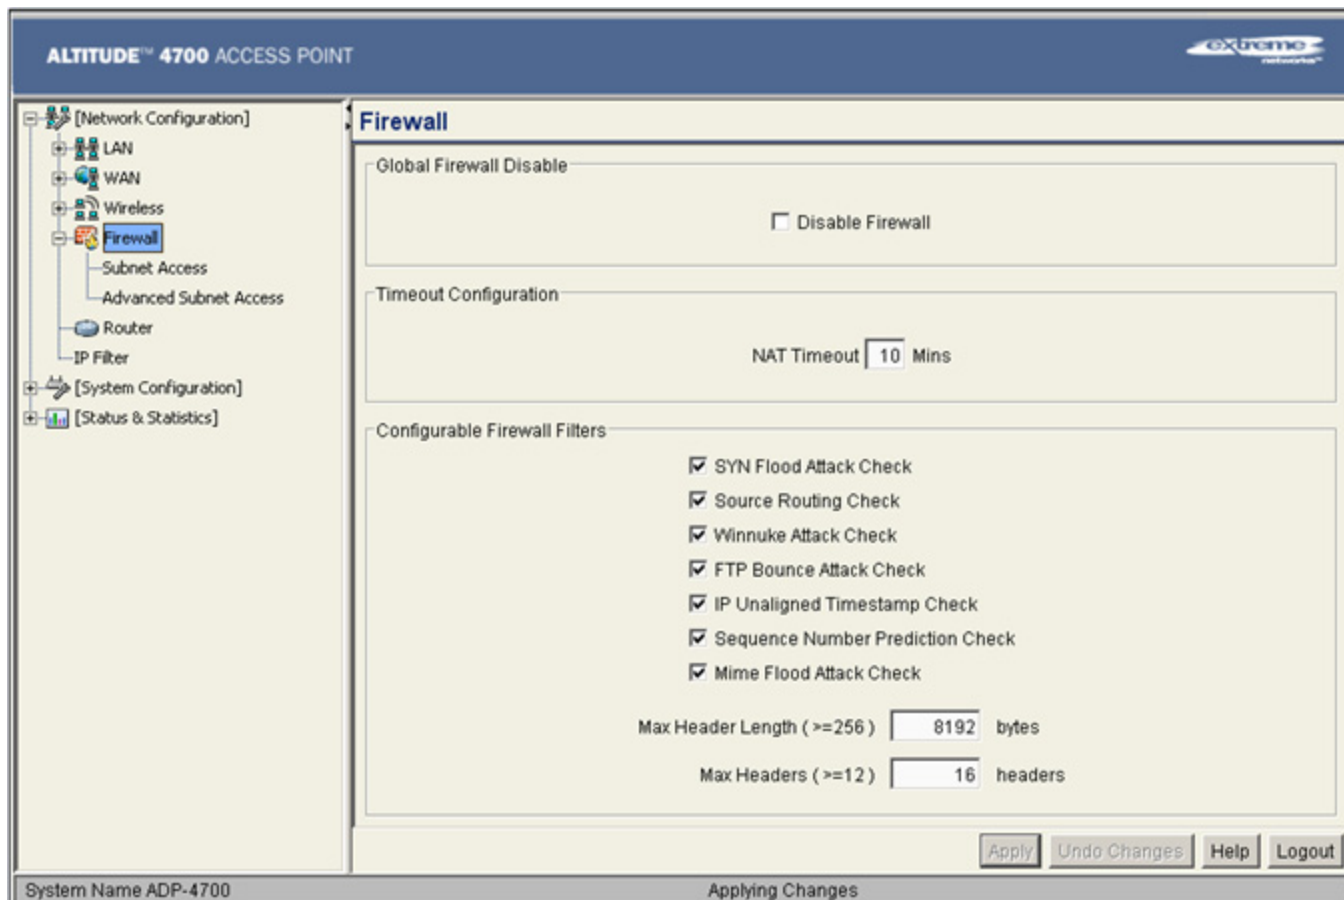 ALTITUDE™ 4700 ACCESS POINT
extreme networks™
[Network Configuration]
LAN
WAN
Wireless
Firewall
Subnet Access
Advanced Subnet Access
Router
IP Filter
[System Configuration]
[Status & Statistics]
Firewall
Global Firewall Disable
Disable Firewall
Timeout Configuration
NAT Timeout 10 Mins
Configurable Firewall Filters
SYN Flood Attack Check
Source Routing Check
Winnuke Attack Check
FTP Bounce Attack Check
IP Unaligned Timestamp Check
Sequence Number Prediction Check
Mime Flood Attack Check
Max Header Length ( >=256 ) 8192 bytes
Max Headers ( >=12 ) 16 headers
Apply Undo Changes Help Logout
System Name ADP-4700 Applying Changes